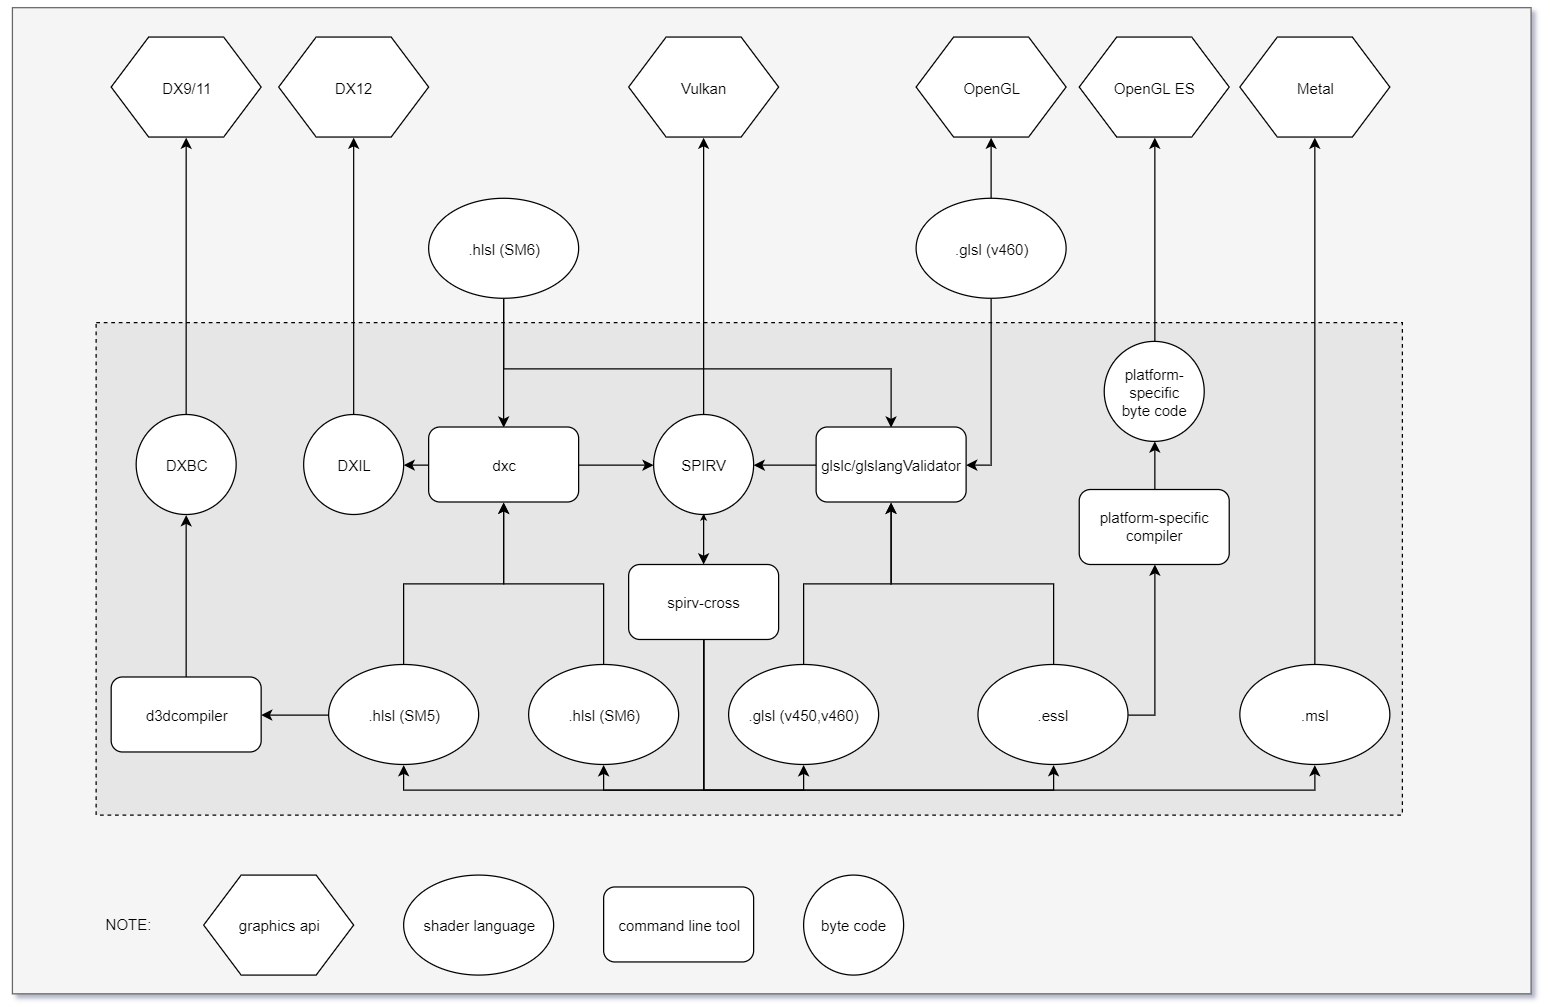 DX9/11
DX12
Vulkan
OpenGL
OpenGL ES
Metal
.hlsl (SM6)
.glsl (v460)
platform-
specific
byte code
DXBC
DXIL
dxc
SPIRV
glslc/glslangValidator
platform-specific
compiler
spirv-cross
d3dcompiler
.hlsl (SM5)
.hlsl (SM6)
.glsl (v450,v460)
.essl
.msl
NOTE:
graphics api
shader language
command line tool
byte code